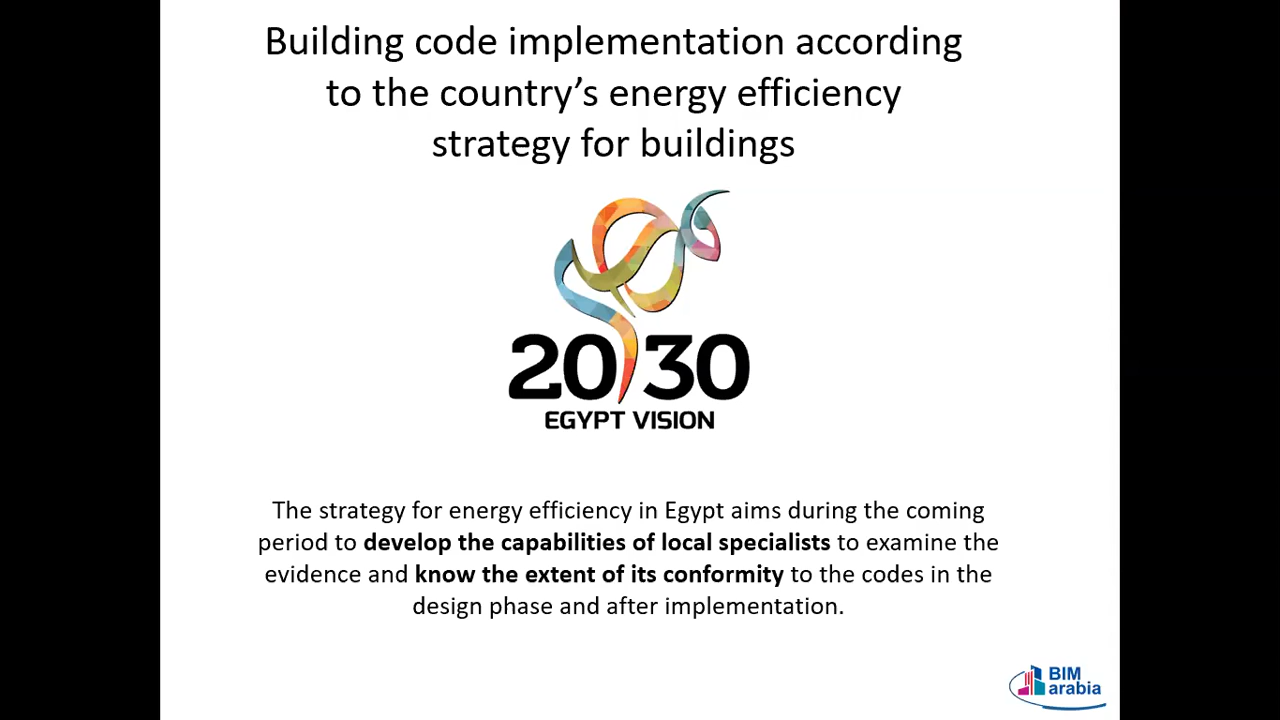 Building code implementation according
to the country’s energy efficiency
strategy for buildings
2030
EGYPT VISION
The strategy for energy efficiency in Egypt aims during the coming
period to develop the capabilities of local specialists to examine the
evidence and know the extent of its conformity to the codes in the
design phase and after implementation.
BIM
arabia